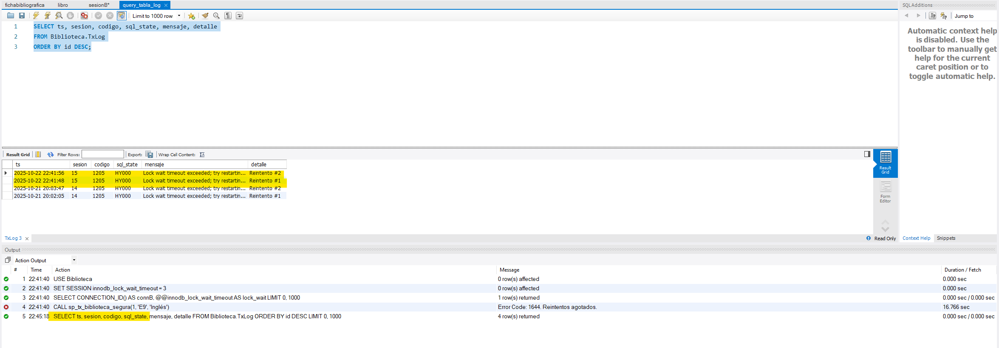 fichabibliografica libro sesionB* query_tabla_log
SQLAdditions
Limit to 1000 row:
Jump to
1 SELECT ts, sesion, codigo, sql_state, mensaje, detalle
2 FROM Biblioteca.TxLog
3 ORDER BY id DESC;
Automatic context help
is disabled. Use the
toolbar to manually get
help for the current
caret position or to
toggle automatic help.
Result Grid Filter Rows: Export: Wrap Cell Content:
ts sesion codigo sql_state mensaje detalle
2025-10-22 22:41:56 15 1205 HY000 Lock wait timeout exceeded; try restartin... Reintento #2
2025-10-22 22:41:48 15 1205 HY000 Lock wait timeout exceeded; try restartin... Reintento #1
2025-10-21 20:03:47 14 1205 HY000 Lock wait timeout exceeded; try restartin... Reintento #2
2025-10-21 20:02:05 14 1205 HY000 Lock wait timeout exceeded; try restartin... Reintento #1
Result
Grid
Form
Editor
TxLog 3
Read Only
Context Help Snippets
Output
Action Output
# Time Action Message Duration / Fetch
1 22:41:40 USE Biblioteca 0 row(s) affected 0.000 sec
2 22:41:40 SET SESSION innodb_lock_wait_timeout = 3 0 row(s) affected 0.000 sec
3 22:41:40 SELECT CONNECTION_ID() AS connB, @@innodb_lock_wait_timeout AS lock_wait LIMIT 0, 1000 1 row(s) returned 0.000 sec / 0.000 sec
4 22:41:40 CALL sp_tx_biblioteca_segura(1, 'E9', 'Inglés') Error Code: 1644. Reintentos agotados. 16.766 sec
5 22:45:18 SELECT ts, sesion, codigo, sql_state, mensaje, detalle FROM Biblioteca.TxLog ORDER BY id DESC LIMIT 0, 1000 4 row(s) returned 0.000 sec / 0.000 sec